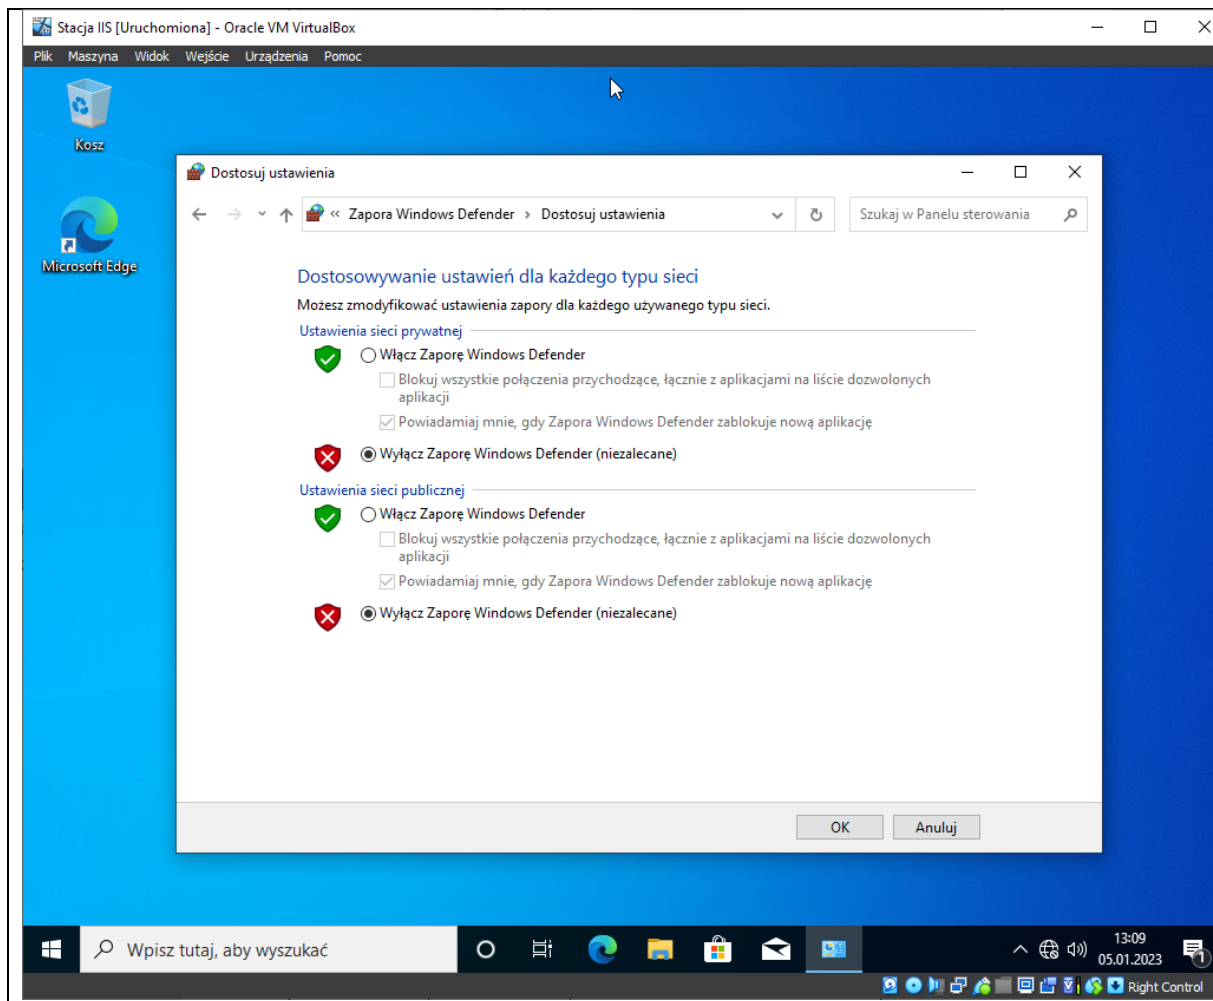 Stacja IIS [Uruchomiona] - Oracle VM VirtualBox
Plik Maszyna Widok Wejście Urządzenia Pomoc
Kosz
Microsoft Edge
Dostosuj ustawienia
« Zapora Windows Defender › Dostosuj ustawienia
Szukaj w Panelu sterowania
Dostosowywanie ustawień dla każdego typu sieci
Możesz zmodyfikować ustawienia zapory dla każdego używanego typu sieci.
Ustawienia sieci prywatnej
Włącz Zaporę Windows Defender
Blokuj wszystkie połączenia przychodzące, łącznie z aplikacjami na liście dozwolonych
aplikacji
Powiadamiaj mnie, gdy Zapora Windows Defender zablokuje nową aplikację
Wyłącz Zaporę Windows Defender (niezalecane)
Ustawienia sieci publicznej
Włącz Zaporę Windows Defender
Blokuj wszystkie połączenia przychodzące, łącznie z aplikacjami na liście dozwolonych
aplikacji
Powiadamiaj mnie, gdy Zapora Windows Defender zablokuje nową aplikację
Wyłącz Zaporę Windows Defender (niezalecane)
OK Anuluj
Wpisz tutaj, aby wyszukać
13:09
05.01.2023
1
Right Control